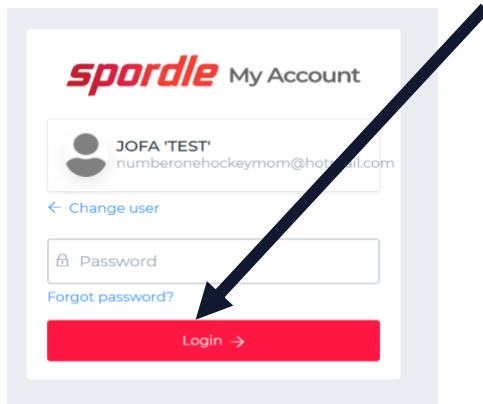 spordle My Account
JOFA 'TEST'
numberonehockeymom@hotmail.com
← Change user
Password
Forgot password?
Login →